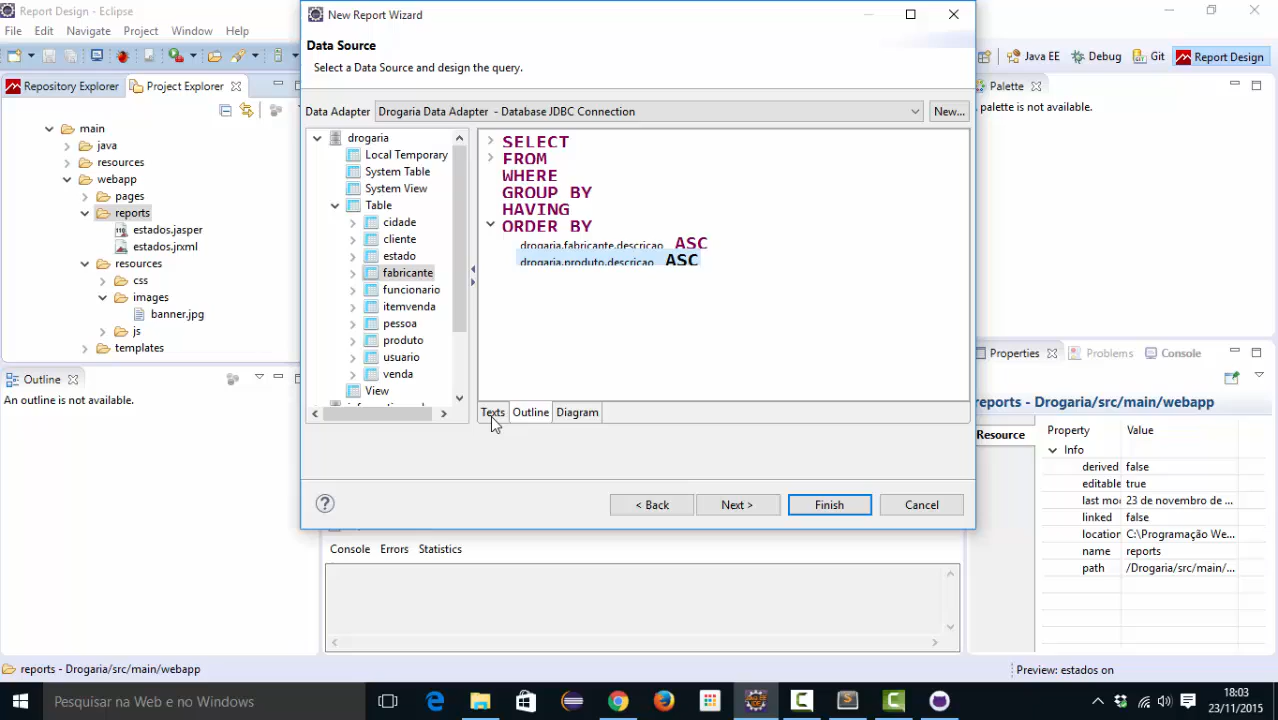 Report Design - Eclipse
File Edit Navigate Project Window Help
Java EE Debug Git Report Design
Repository Explorer Project Explorer
main
java
resources
webapp
pages
reports
estados.jasper
estados.jrxml
resources
css
images
banner.jpg
js
templates
Outline
An outline is not available.
New Report Wizard
Data Source
Select a Data Source and design the query.
Data Adapter Drogaria Data Adapter - Database JDBC Connection New...
drogaria
Local Temporary
System Table
System View
Table
cidade
cliente
estado
fabricante
funcionario
itemvenda
pessoa
produto
usuario
venda
View
SELECT
FROM
WHERE
GROUP BY
HAVING
ORDER BY
drogaria.fabricante.descricao ASC
drogaria.produto.descricao ASC
Texts Outline Diagram
< Back Next > Finish Cancel
Palette
palette is not available.
Properties Problems Console
reports - Drogaria/src/main/webapp
Resource
Property Value
Info
derived false
editable true
last mo 23 de novembro de ...
linked false
location C:\Programação We...
name reports
path /Drogaria/src/main/...
Console Errors Statistics
reports - Drogaria/src/main/webapp
Preview: estados on
Pesquisar na Web e no Windows
18:03
23/11/2015